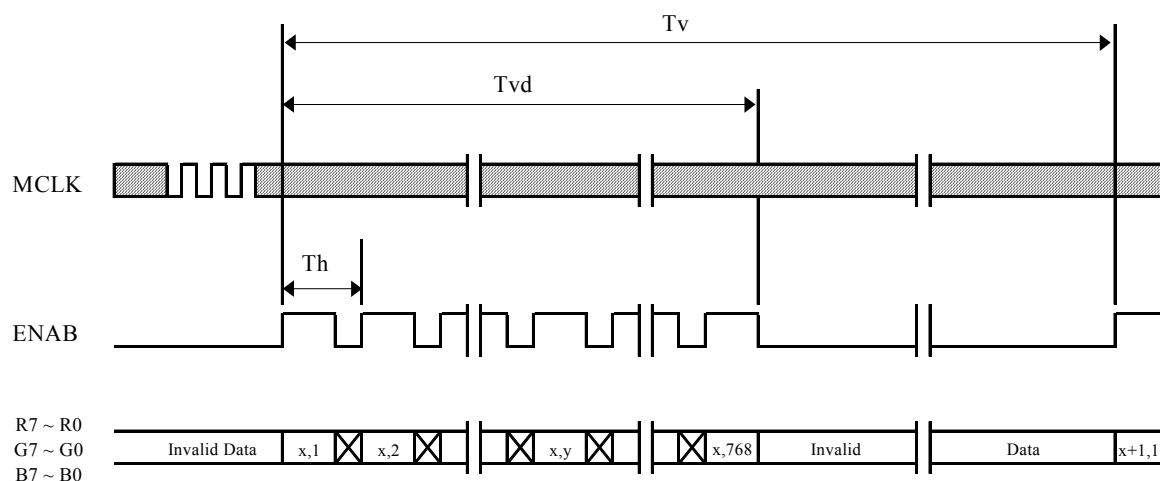 Tv
Tvd
MCLK
Th
ENAB
R7 ~ R0
G7 ~ G0
B7 ~ B0
Invalid Data
x,1
x,2
x,y
x,768
Invalid
Data
x+1,1